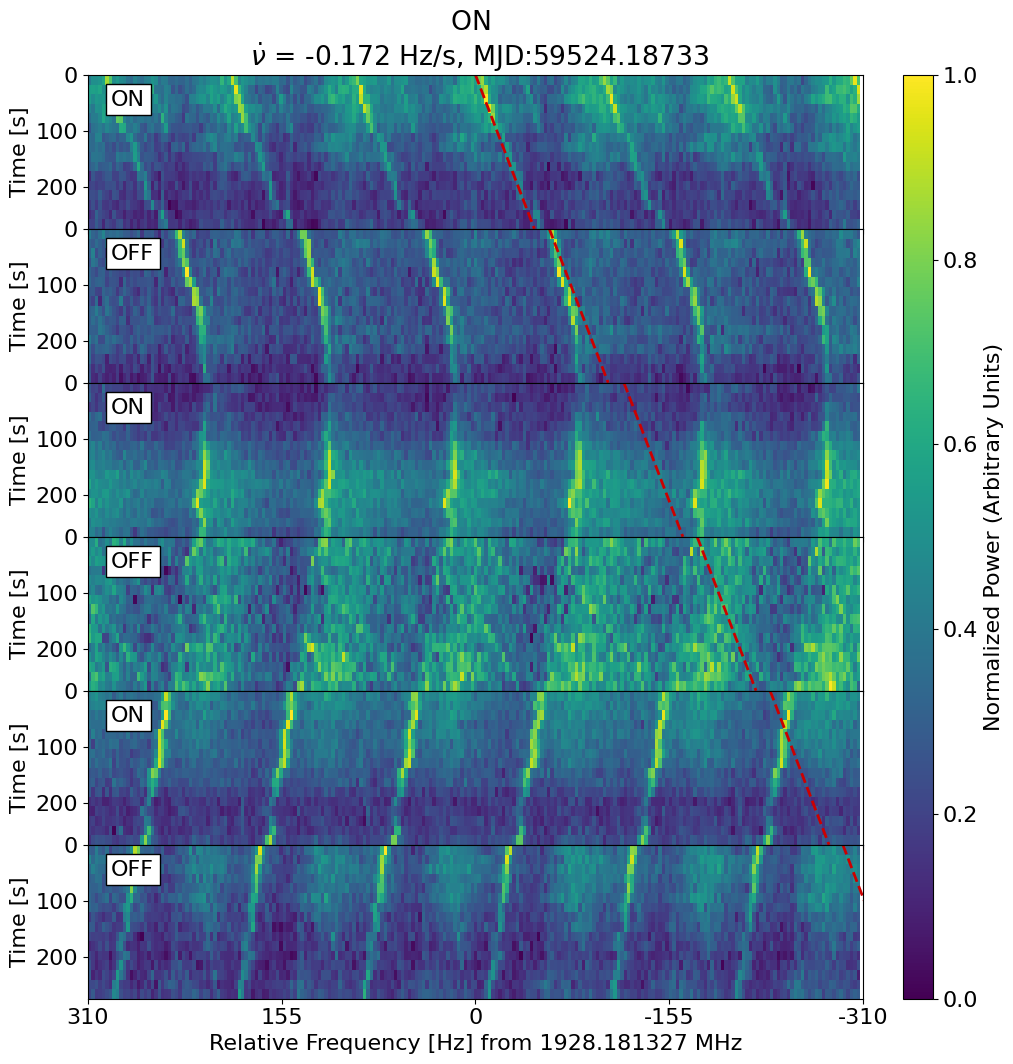 ON
ν̇ = -0.172 Hz/s, MJD:59524.18733
0
100
200
Time [s]
ON
0
100
200
Time [s]
OFF
0
100
200
Time [s]
ON
0
100
200
Time [s]
OFF
0
100
200
Time [s]
ON
0
100
200
Time [s]
OFF
310 155 0 -155 -310
Relative Frequency [Hz] from 1928.181327 MHz
1.0
0.8
0.6
0.4
0.2
0.0
Normalized Power (Arbitrary Units)